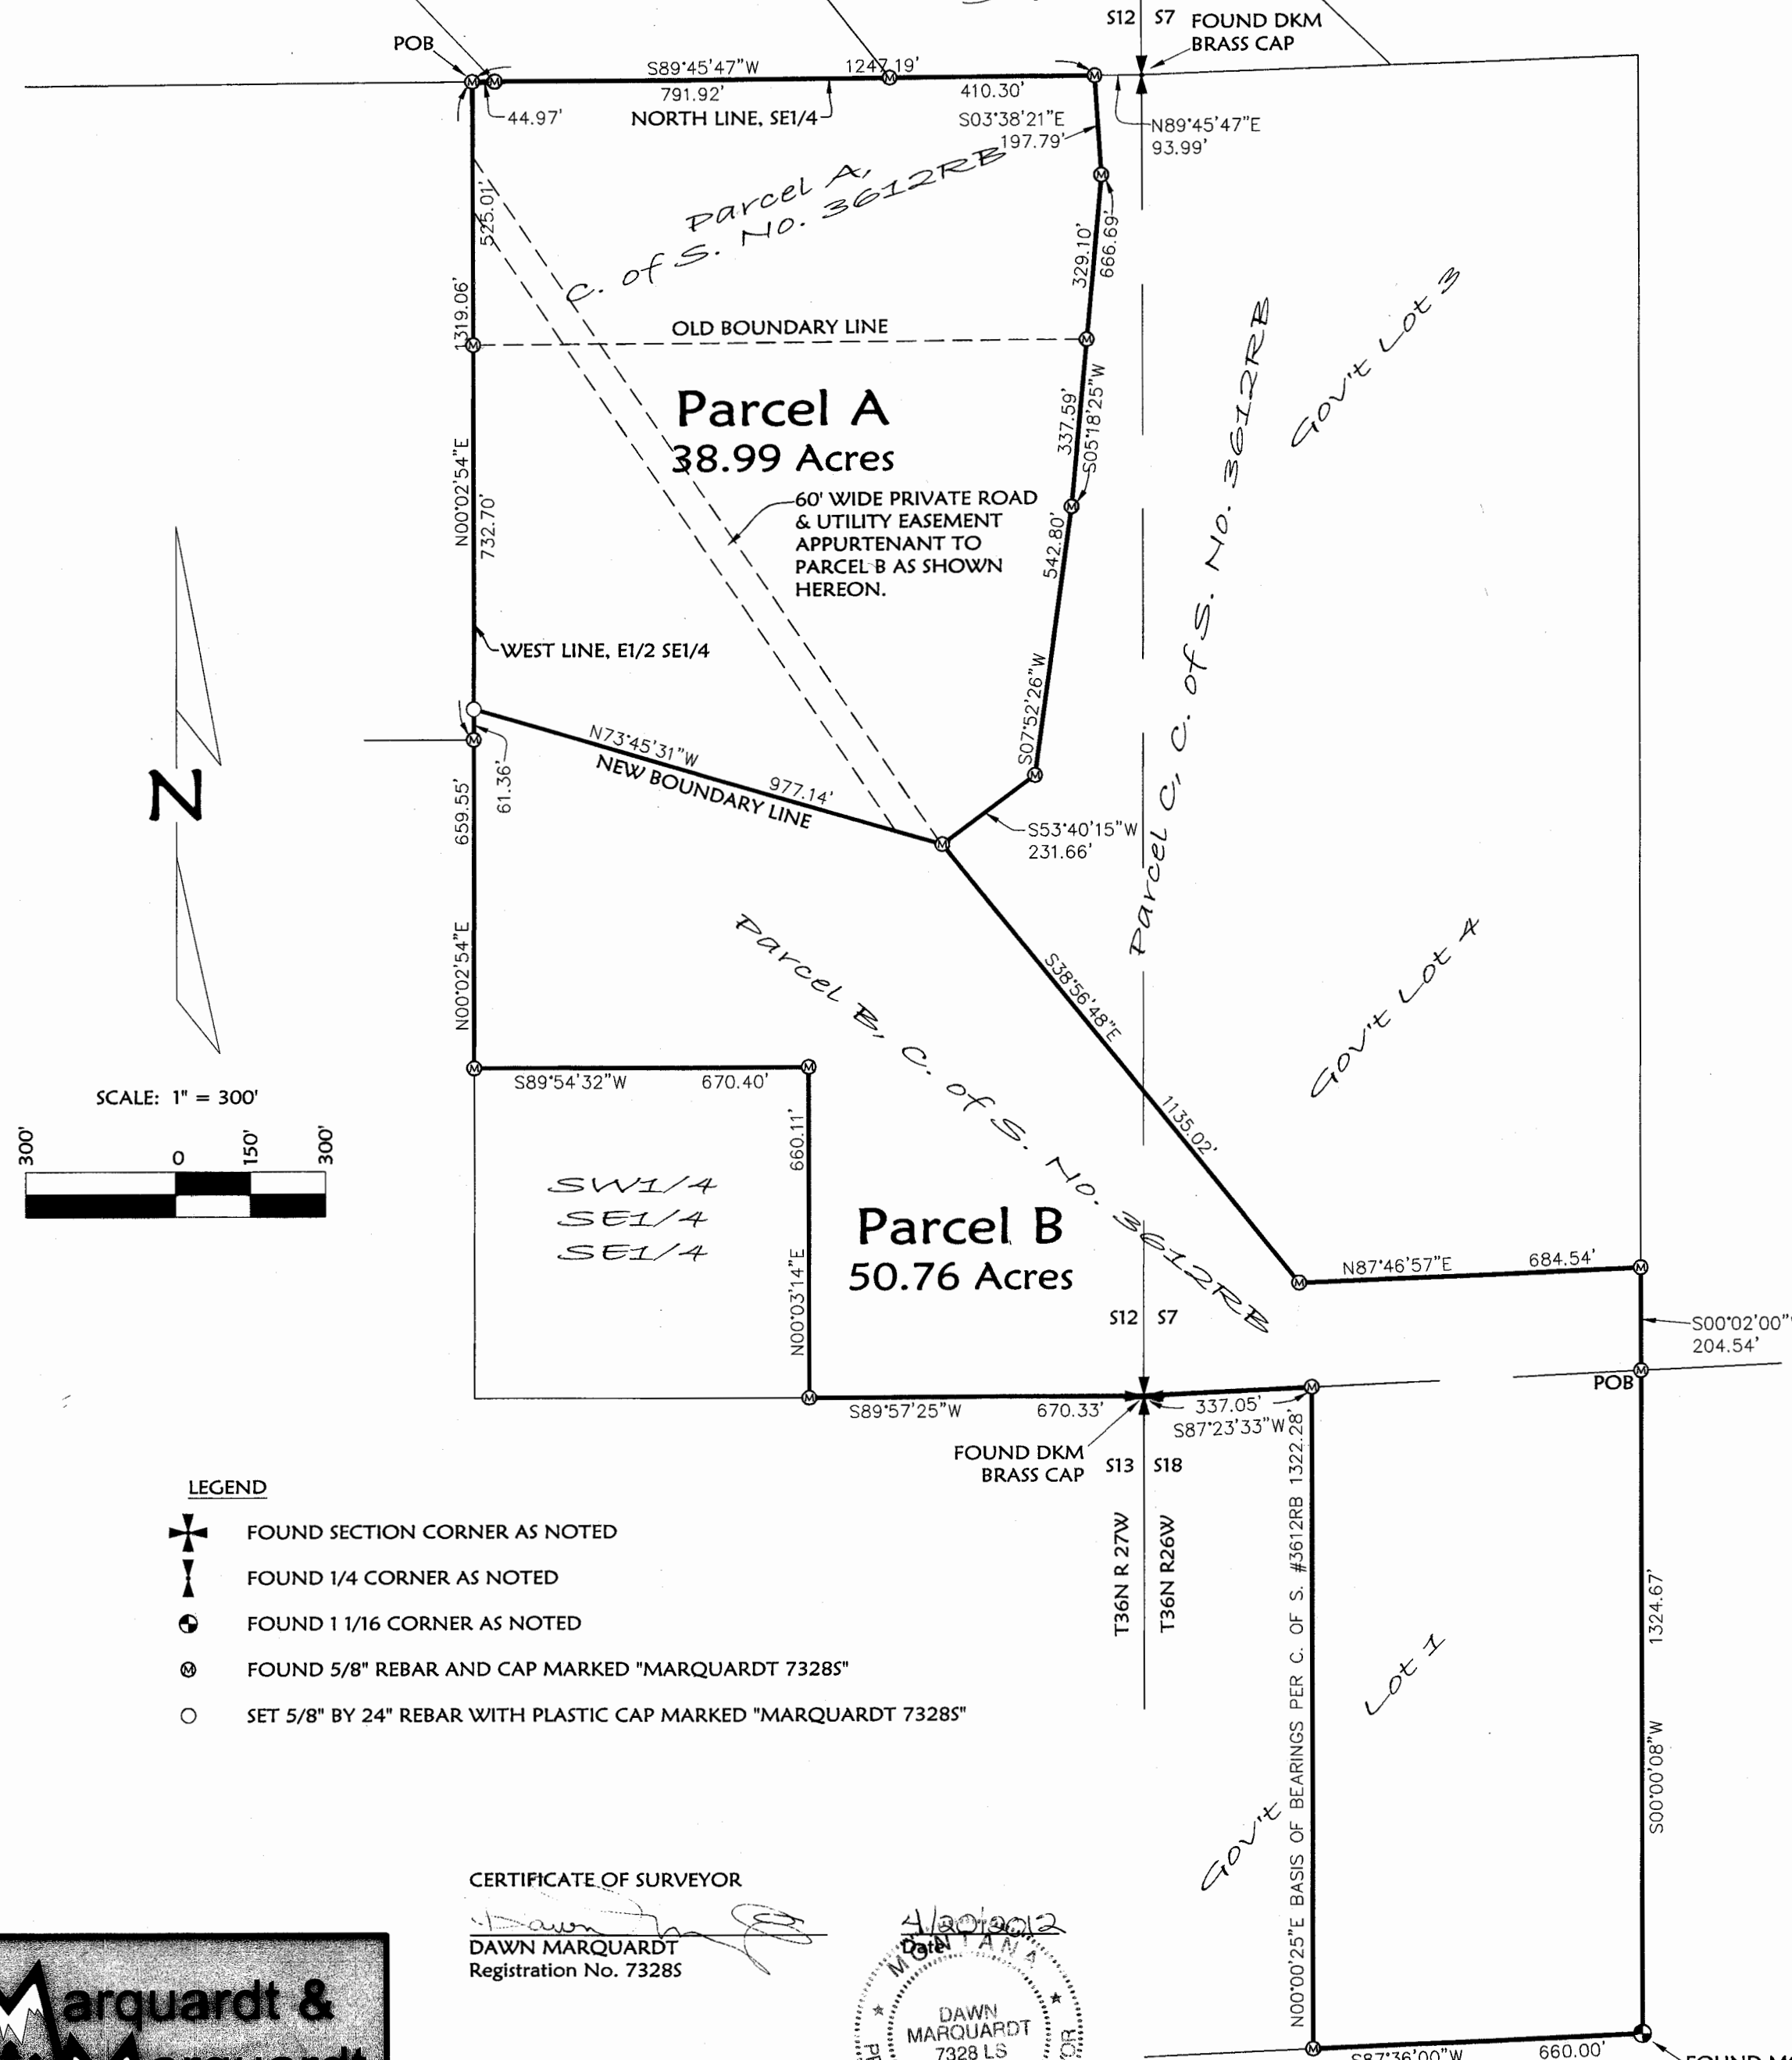 S12 S7 FOUND DKM
BRASS CAP
POB
S89°45'47"W 1247.19'
791.92' 410.30'
44.97' NORTH LINE, SE1/4
S03°38'21"E
197.79'
N89°45'47"E
93.99'
Parcel A,
C. of S. No. 3612RB
525.01'
1319.06'
329.10'
666.69'
OLD BOUNDARY LINE
Parcel A
38.99 Acres
337.59'
S05°18'25"W
60' WIDE PRIVATE ROAD
& UTILITY EASEMENT
APPURTENANT TO
PARCEL B AS SHOWN
HEREON.
N00°02'54"E
732.70'
542.80'
S07°52'26"W
Parcel C, C. of S. No. 3612RB
Gov't Lot 3
WEST LINE, E1/2 SE1/4
N73°45'31"W 977.14'
NEW BOUNDARY LINE
61.36'
659.55'
N00°02'54"E
S53°40'15"W
231.66'
N
Parcel B, C. of S. No. 3612RB
S38°56'48"E
1135.02'
Gov't Lot 4
SCALE: 1" = 300'
300' 0 150' 300'
S89°54'32"W 670.40'
660.11'
N00°03'14"E
SW1/4
SE1/4
SE1/4
Parcel B
50.76 Acres
S12 S7
N87°46'57"E 684.54'
S00°02'00"
204.54'
POB
S89°57'25"W 670.33'
337.05'
S87°23'33"W
FOUND DKM
BRASS CAP
S13 S18
T36N R 27W
T36N R26W
N00°00'25"E BASIS OF BEARINGS PER C. OF S. #3612RB 1322.28'
Gov't Lot 1
1324.67'
S00°00'08"W
LEGEND
FOUND SECTION CORNER AS NOTED
FOUND 1/4 CORNER AS NOTED
FOUND 1 1/16 CORNER AS NOTED
FOUND 5/8" REBAR AND CAP MARKED "MARQUARDT 7328S"
SET 5/8" BY 24" REBAR WITH PLASTIC CAP MARKED "MARQUARDT 7328S"
CERTIFICATE OF SURVEYOR
Dawn
4/20/2012
DAWN MARQUARDT Date
Registration No. 7328S
MONTANA
DAWN
MARQUARDT
7328 LS
Marquardt &
Marquardt
S87°36'00"W 660.00'